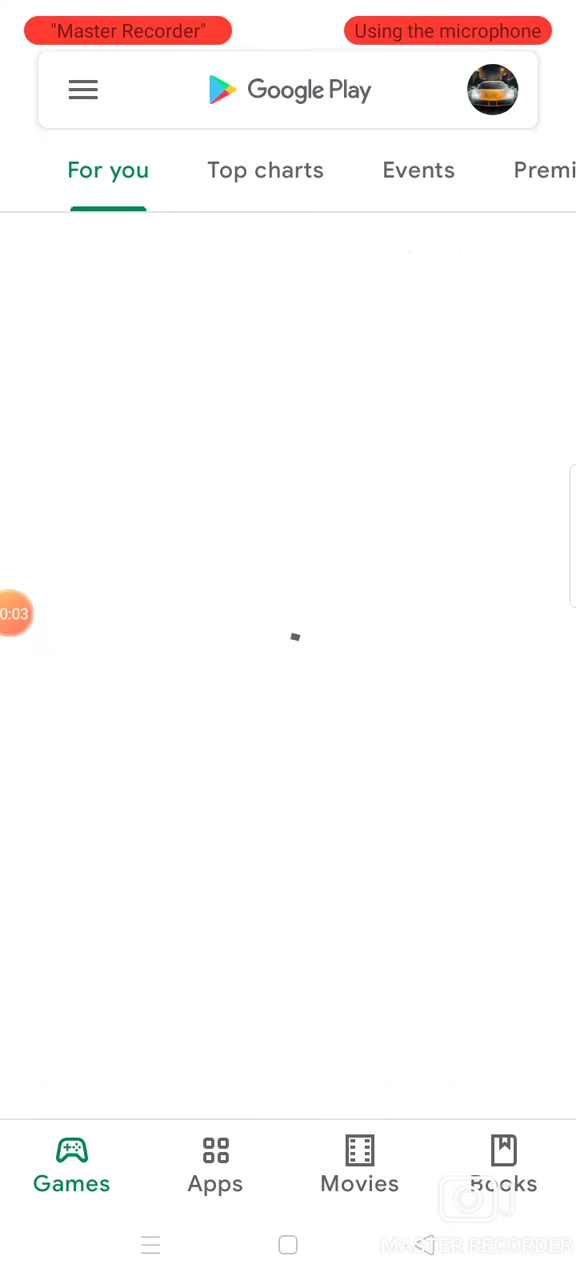 "Master Recorder" Using the microphone
Google Play
For you Top charts Events Premi
0:03
Games Apps Movies Books
MASTER RECORDER